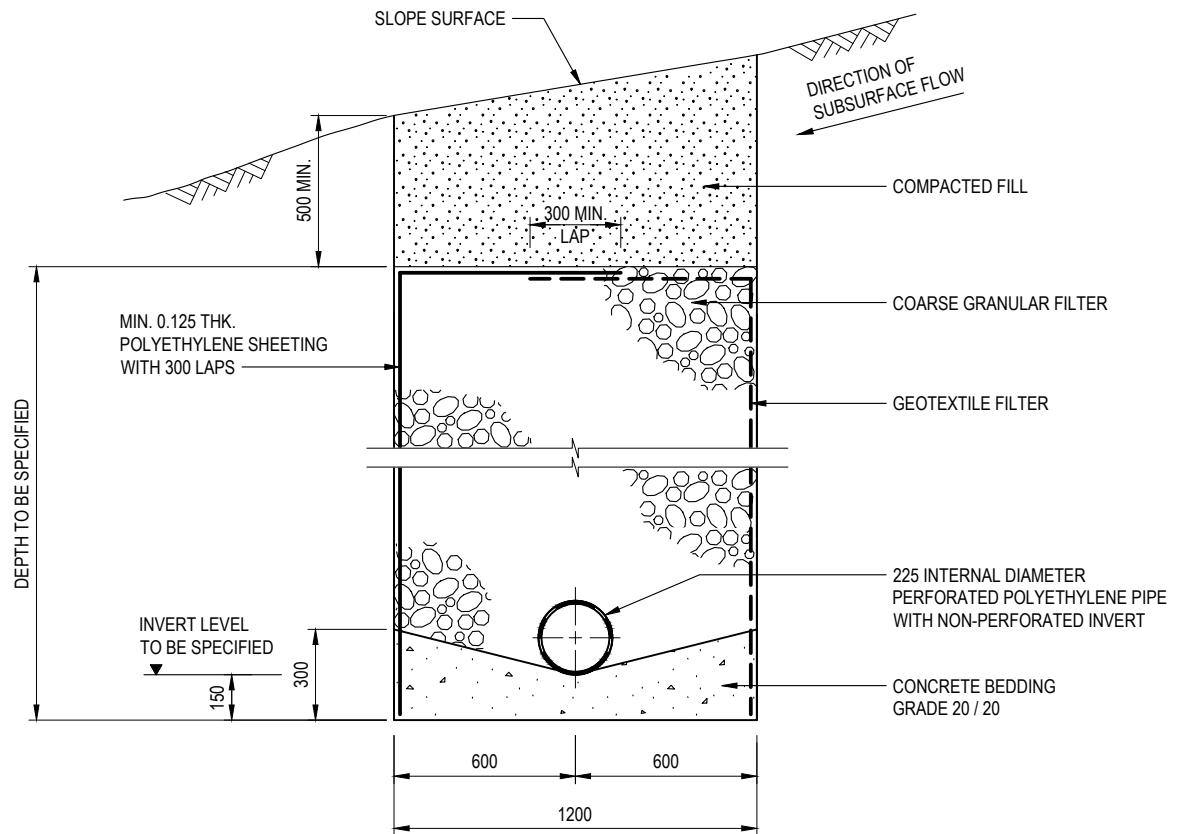 SLOPE SURFACE
DIRECTION OF
SUBSURFACE FLOW
500 MIN.
COMPACTED FILL
300 MIN.
LAP
COARSE GRANULAR FILTER
MIN. 0.125 THK.
POLYETHYLENE SHEETING
WITH 300 LAPS
GEOTEXTILE FILTER
DEPTH TO BE SPECIFIED
225 INTERNAL DIAMETER
PERFORATED POLYETHYLENE PIPE
WITH NON-PERFORATED INVERT
INVERT LEVEL
TO BE SPECIFIED
150
300
CONCRETE BEDDING
GRADE 20 / 20
600
600
1200